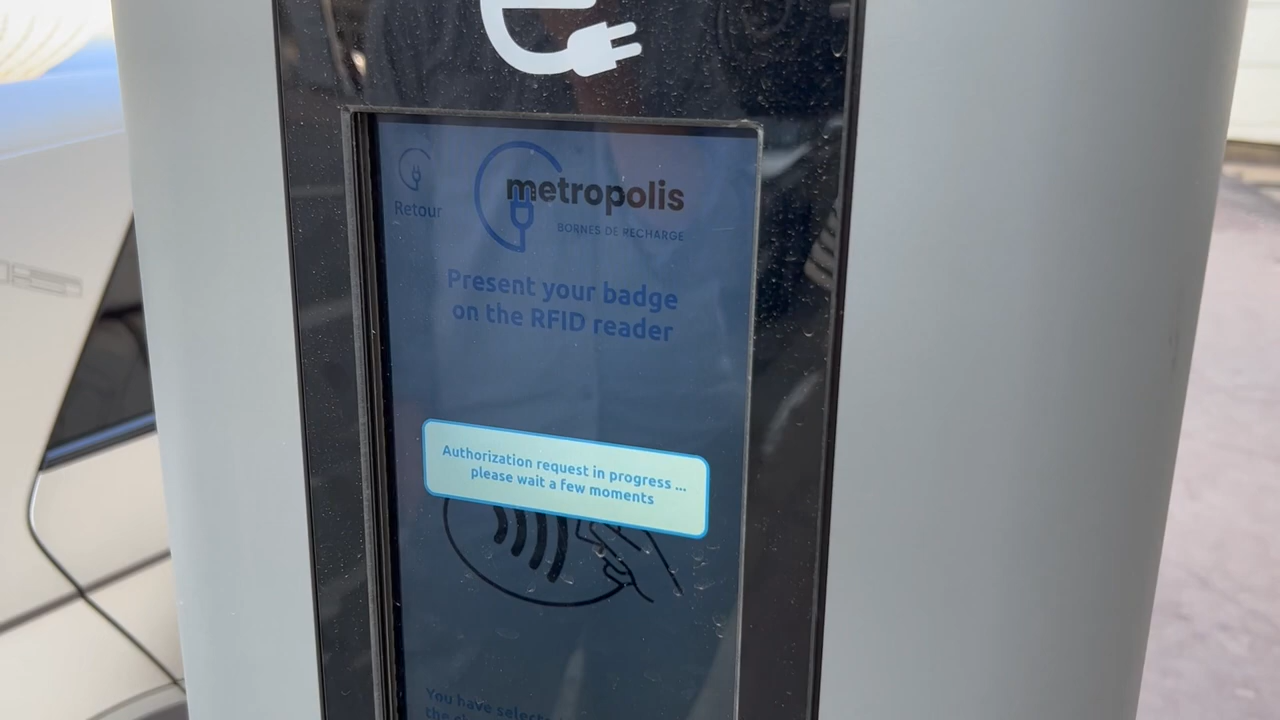 Retour
metropolis
BORNES DE RECHARGE
Present your badge
on the RFID reader
Authorization request in progress ...
please wait a few moments
You have
the